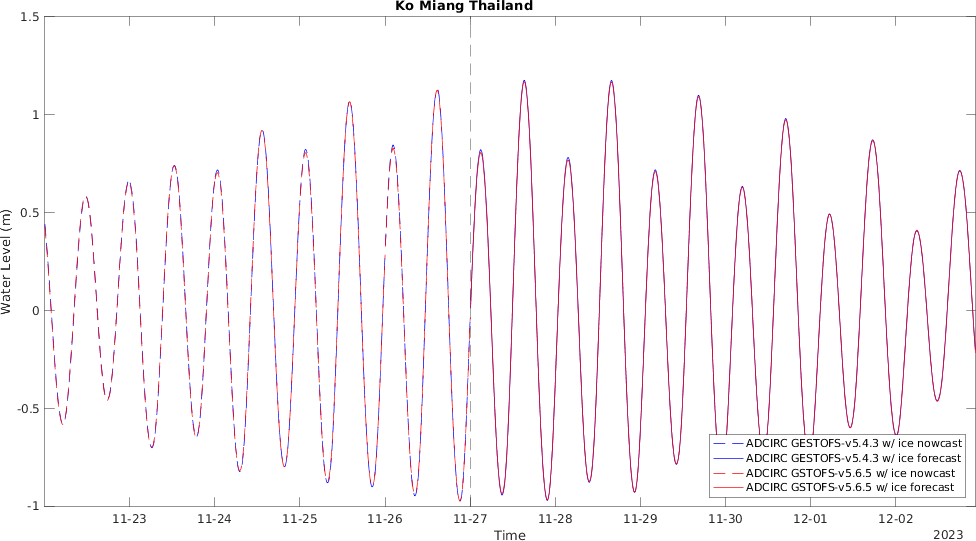 Ko Miang Thailand
1.5
1
0.5
0
-0.5
-1
Water Level (m)
ADCIRC GESTOFS-v5.4.3 w/ ice nowcast
ADCIRC GESTOFS-v5.4.3 w/ ice forecast
ADCIRC GSTOFS-v5.6.5 w/ ice nowcast
ADCIRC GSTOFS-v5.6.5 w/ ice forecast
11-23 11-24 11-25 11-26 11-27 11-28 11-29 11-30 12-01 12-02
Time
2023